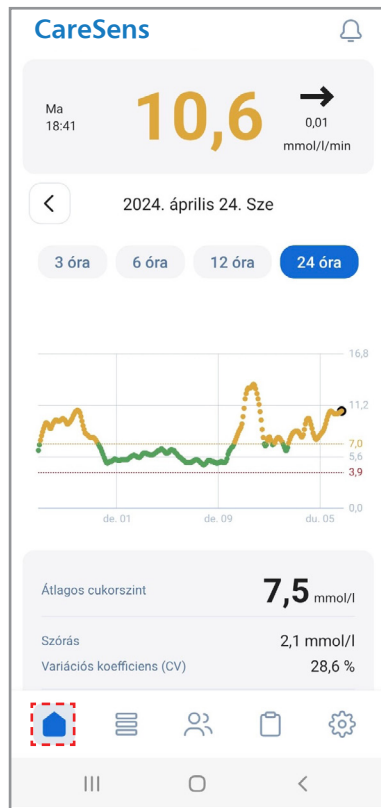 CareSens
Ma
18:41
10,6
0,01
mmol/l/min
2024. április 24. Sze
3 óra 6 óra 12 óra 24 óra
16,8
11,2
7,0
5,6
3,9
0,0
de. 01 de. 09 du. 05
Átlagos cukorszint 7,5 mmol/l
Szórás 2,1 mmol/l
Variációs koefficiens (CV) 28,6 %